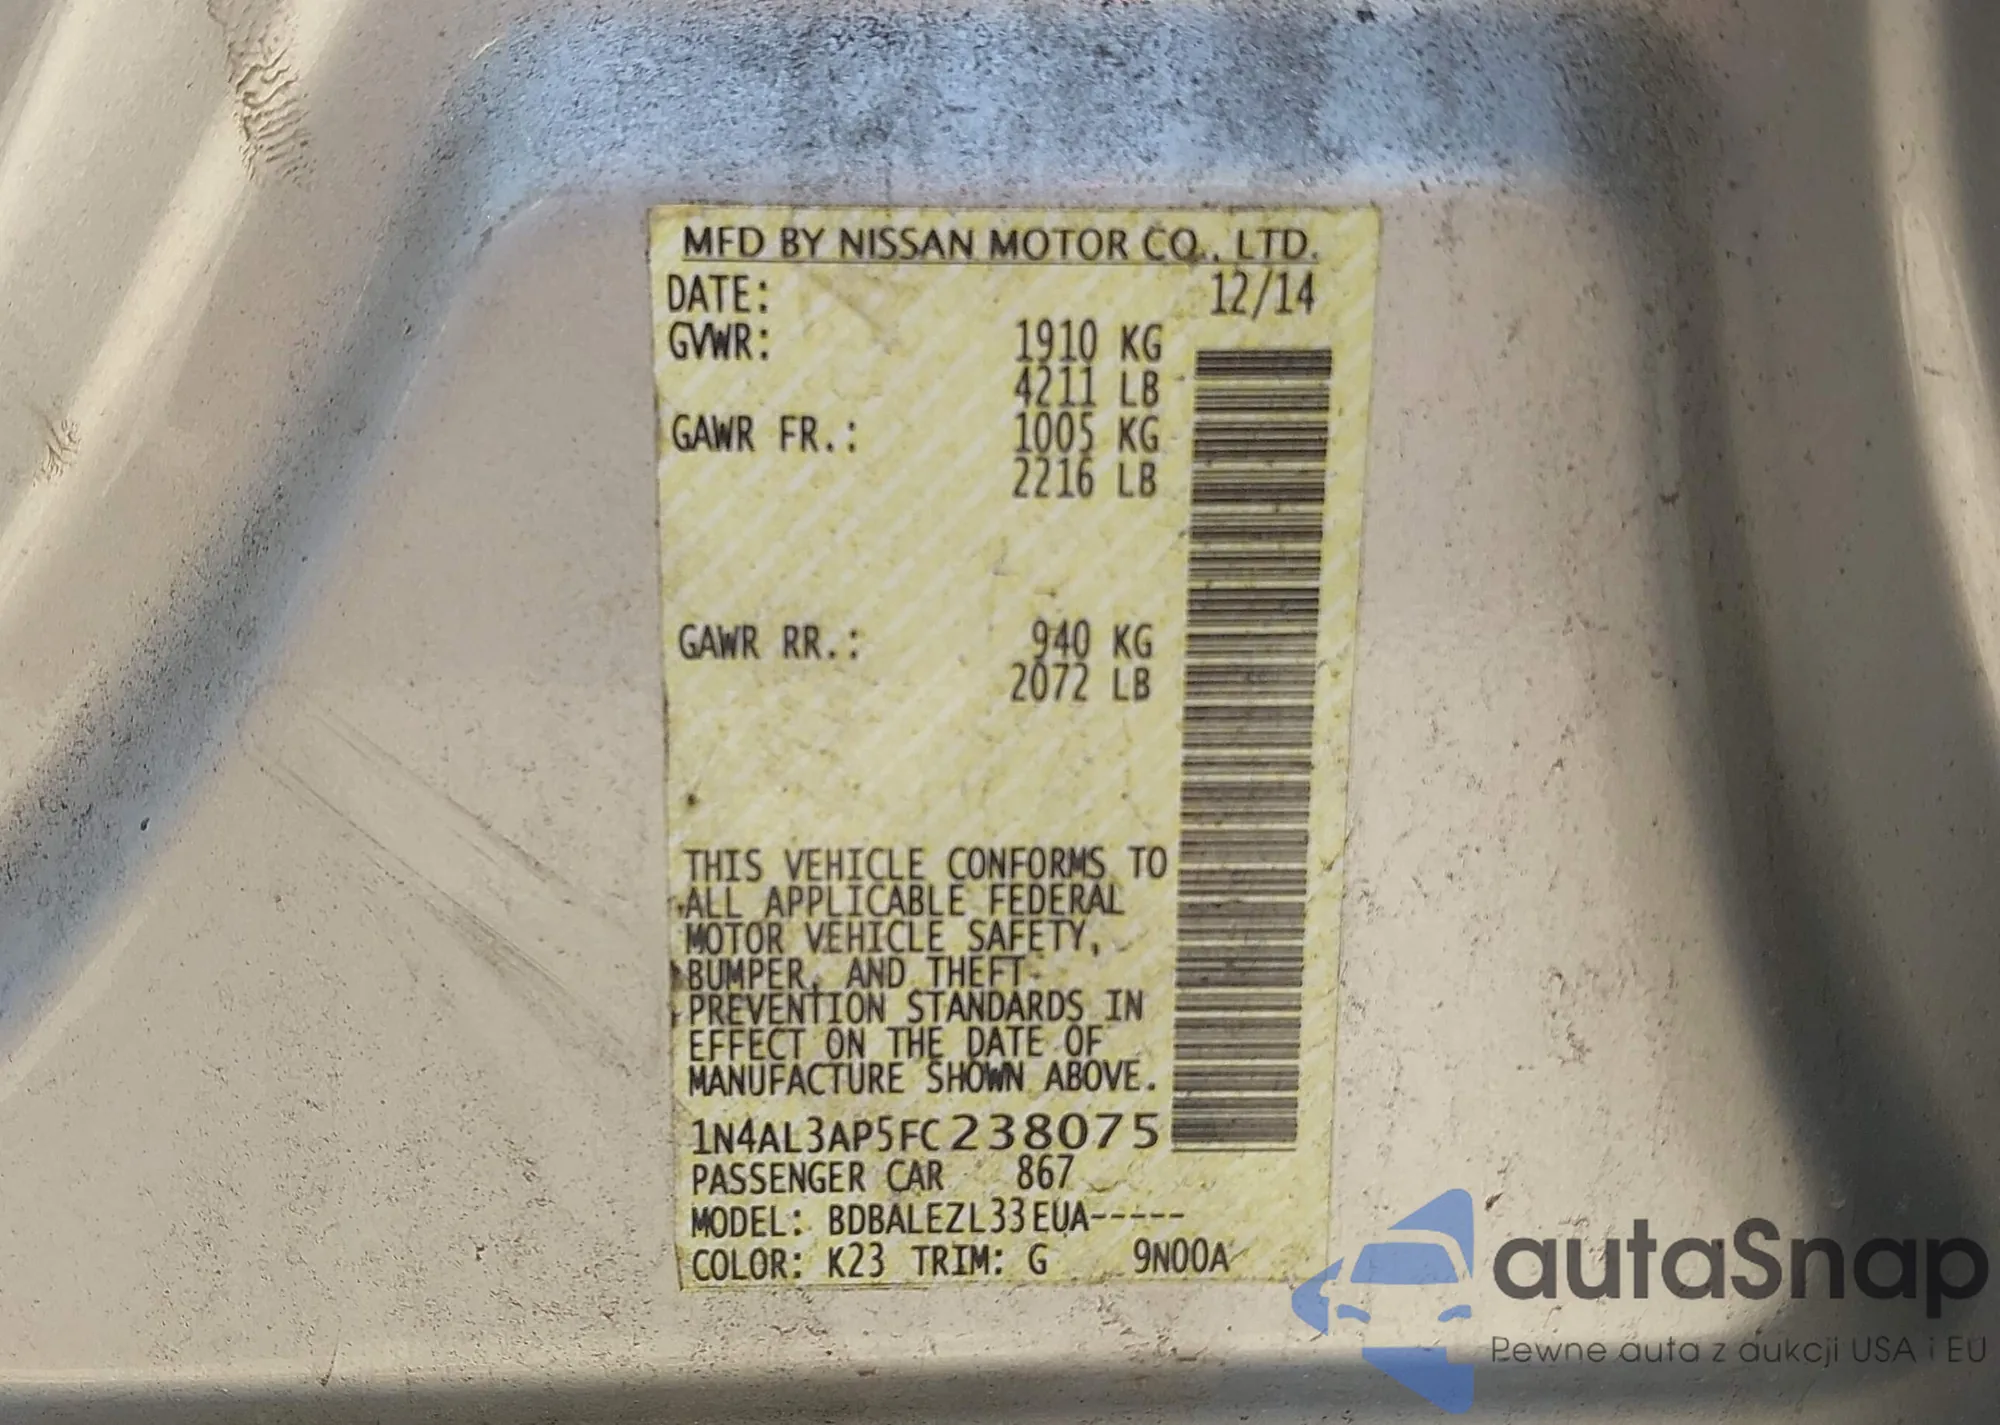 MFD BY NISSAN MOTOR CO., LTD.
DATE: 12/14
GVWR: 1910 KG
4211 LB
GAWR FR.: 1005 KG
2216 LB
GAWR RR.: 940 KG
2072 LB
THIS VEHICLE CONFORMS TO
ALL APPLICABLE FEDERAL
MOTOR VEHICLE SAFETY,
BUMPER, AND THEFT
PREVENTION STANDARDS IN
EFFECT ON THE DATE OF
MANUFACTURE SHOWN ABOVE.
1N4AL3AP5FC238075
PASSENGER CAR 867
MODEL: BDBALEZL33EUA-----
COLOR: K23 TRIM: G 9N00A
autaSnap
Pewne auta z aukcji USA i EU